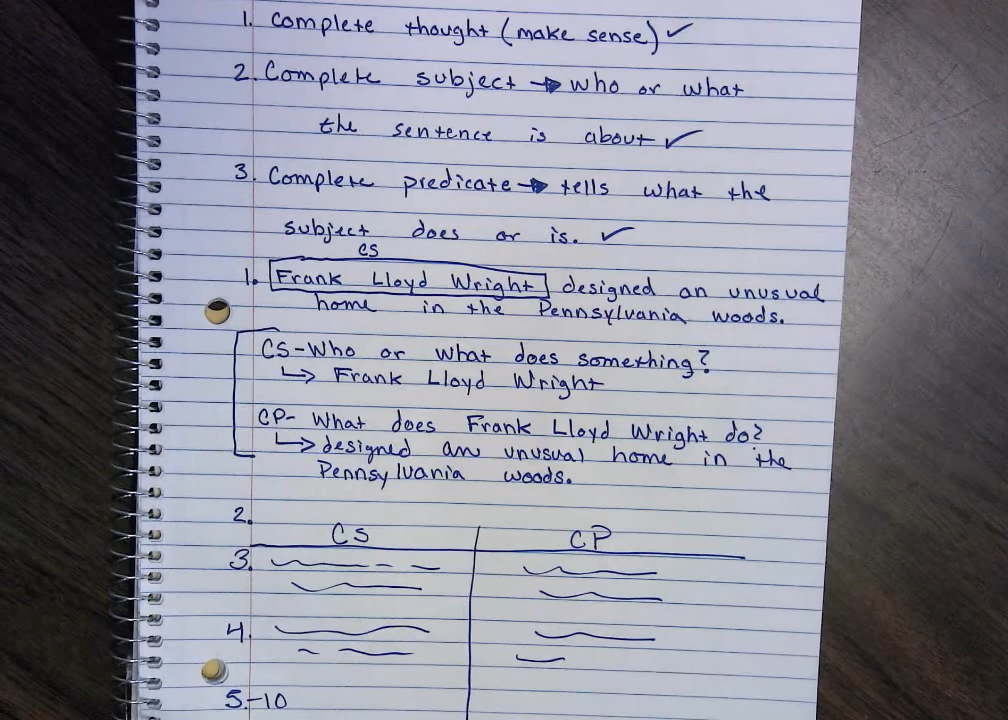 1. Complete thought (make sense) ✓
2. Complete subject → who or what
the sentence is about ✓
3. Complete predicate → tells what the
subject does or is. ✓
CS
1. Frank Lloyd Wright designed an unusual
home in the Pennsylvania woods.
CS-Who or what does something?
↳ Frank Lloyd Wright
CP- What does Frank Lloyd Wright do?
↳ designed an unusual home in the
Pennsylvania woods.
2.
CS CP
3.
4.
5.-10